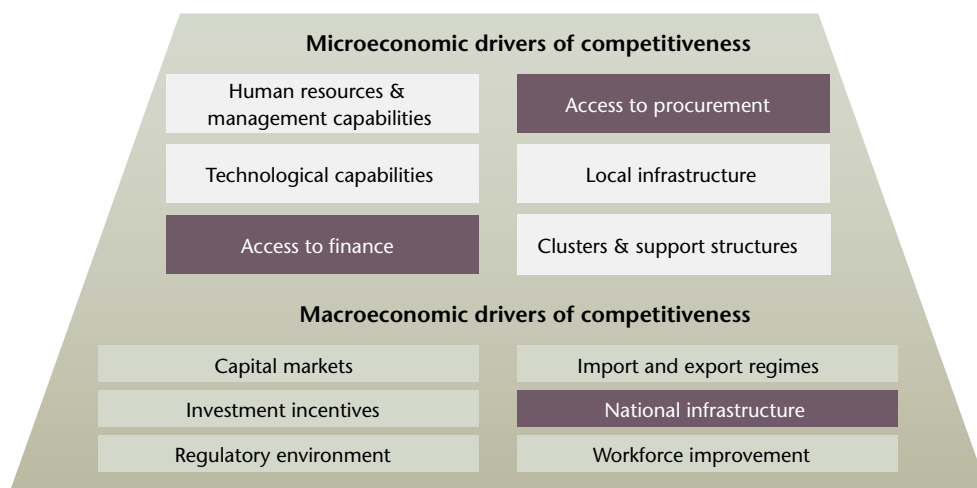 Microeconomic drivers of competitiveness
Human resources &
management capabilities
Access to procurement
Technological capabilities
Local infrastructure
Access to finance
Clusters & support structures
Macroeconomic drivers of competitiveness
Capital markets
Import and export regimes
Investment incentives
National infrastructure
Regulatory environment
Workforce improvement